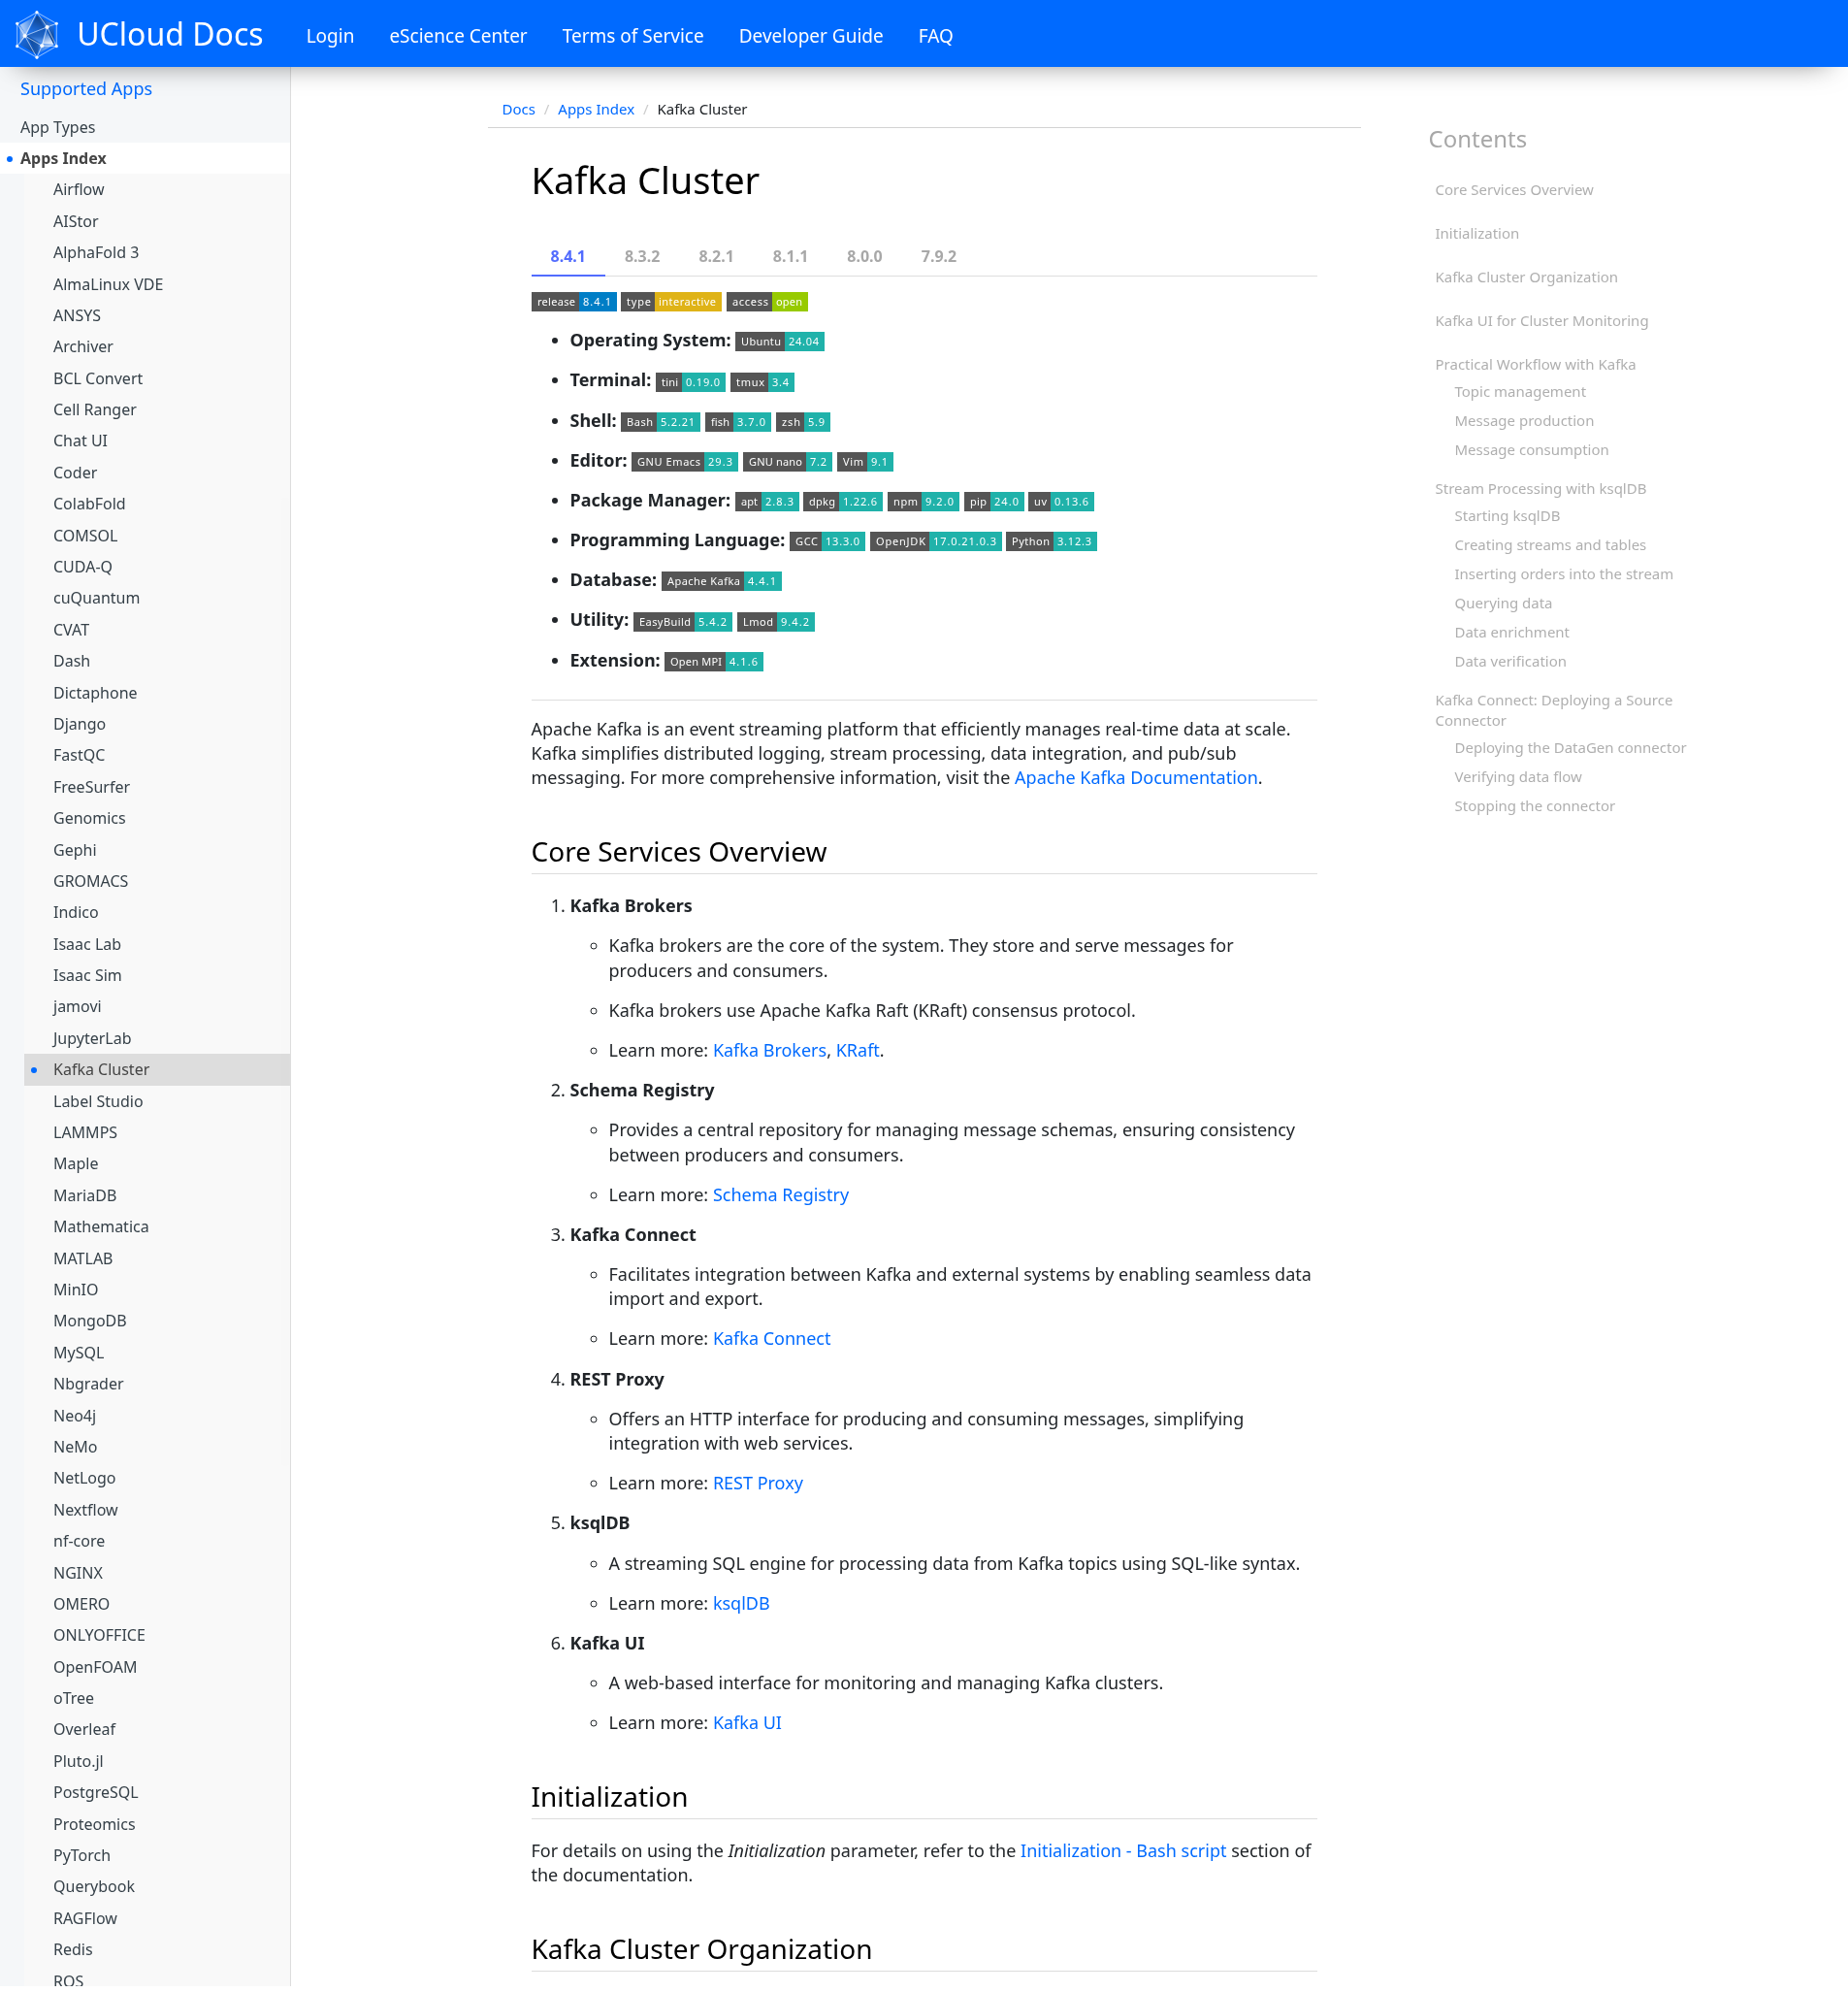 UCloud Docs
Login
eScience Center
Terms of Service
Developer Guide
FAQ
Supported Apps
App Types
Apps Index
Airflow
AIStor
AlphaFold 3
AlmaLinux VDE
ANSYS
Archiver
BCL Convert
Cell Ranger
Chat UI
Coder
ColabFold
COMSOL
CUDA-Q
cuQuantum
CVAT
Dash
Dictaphone
Django
FastQC
FreeSurfer
Genomics
Gephi
GROMACS
Indico
Isaac Lab
Isaac Sim
jamovi
JupyterLab
Kafka Cluster
Label Studio
LAMMPS
Maple
MariaDB
Mathematica
MATLAB
MinIO
MongoDB
MySQL
Nbgrader
Neo4j
NeMo
NetLogo
Nextflow
nf-core
NGINX
OMERO
ONLYOFFICE
OpenFOAM
oTree
Overleaf
Pluto.jl
PostgreSQL
Proteomics
PyTorch
Querybook
RAGFlow
Redis
ROS
Docs / Apps Index / Kafka Cluster
Kafka Cluster
8.4.1 8.3.2 8.2.1 8.1.1 8.0.0 7.9.2
release 8.4.1 type interactive access open
• Operating System: Ubuntu 24.04
• Terminal: tini 0.19.0 tmux 3.4
• Shell: Bash 5.2.21 fish 3.7.0 zsh 5.9
• Editor: GNU Emacs 29.3 GNU nano 7.2 Vim 9.1
• Package Manager: apt 2.8.3 dpkg 1.22.6 npm 9.2.0 pip 24.0 uv 0.13.6
• Programming Language: GCC 13.3.0 OpenJDK 17.0.21.0.3 Python 3.12.3
• Database: Apache Kafka 4.4.1
• Utility: EasyBuild 5.4.2 Lmod 9.4.2
• Extension: Open MPI 4.1.6
Apache Kafka is an event streaming platform that efficiently manages real-time data at scale.
Kafka simplifies distributed logging, stream processing, data integration, and pub/sub
messaging. For more comprehensive information, visit the Apache Kafka Documentation.
Core Services Overview
1. Kafka Brokers
◦ Kafka brokers are the core of the system. They store and serve messages for
producers and consumers.
◦ Kafka brokers use Apache Kafka Raft (KRaft) consensus protocol.
◦ Learn more: Kafka Brokers, KRaft.
2. Schema Registry
◦ Provides a central repository for managing message schemas, ensuring consistency
between producers and consumers.
◦ Learn more: Schema Registry
3. Kafka Connect
◦ Facilitates integration between Kafka and external systems by enabling seamless data
import and export.
◦ Learn more: Kafka Connect
4. REST Proxy
◦ Offers an HTTP interface for producing and consuming messages, simplifying
integration with web services.
◦ Learn more: REST Proxy
5. ksqlDB
◦ A streaming SQL engine for processing data from Kafka topics using SQL-like syntax.
◦ Learn more: ksqlDB
6. Kafka UI
◦ A web-based interface for monitoring and managing Kafka clusters.
◦ Learn more: Kafka UI
Initialization
For details on using the Initialization parameter, refer to the Initialization - Bash script section of
the documentation.
Kafka Cluster Organization
Contents
Core Services Overview
Initialization
Kafka Cluster Organization
Kafka UI for Cluster Monitoring
Practical Workflow with Kafka
Topic management
Message production
Message consumption
Stream Processing with ksqlDB
Starting ksqlDB
Creating streams and tables
Inserting orders into the stream
Querying data
Data enrichment
Data verification
Kafka Connect: Deploying a Source
Connector
Deploying the DataGen connector
Verifying data flow
Stopping the connector